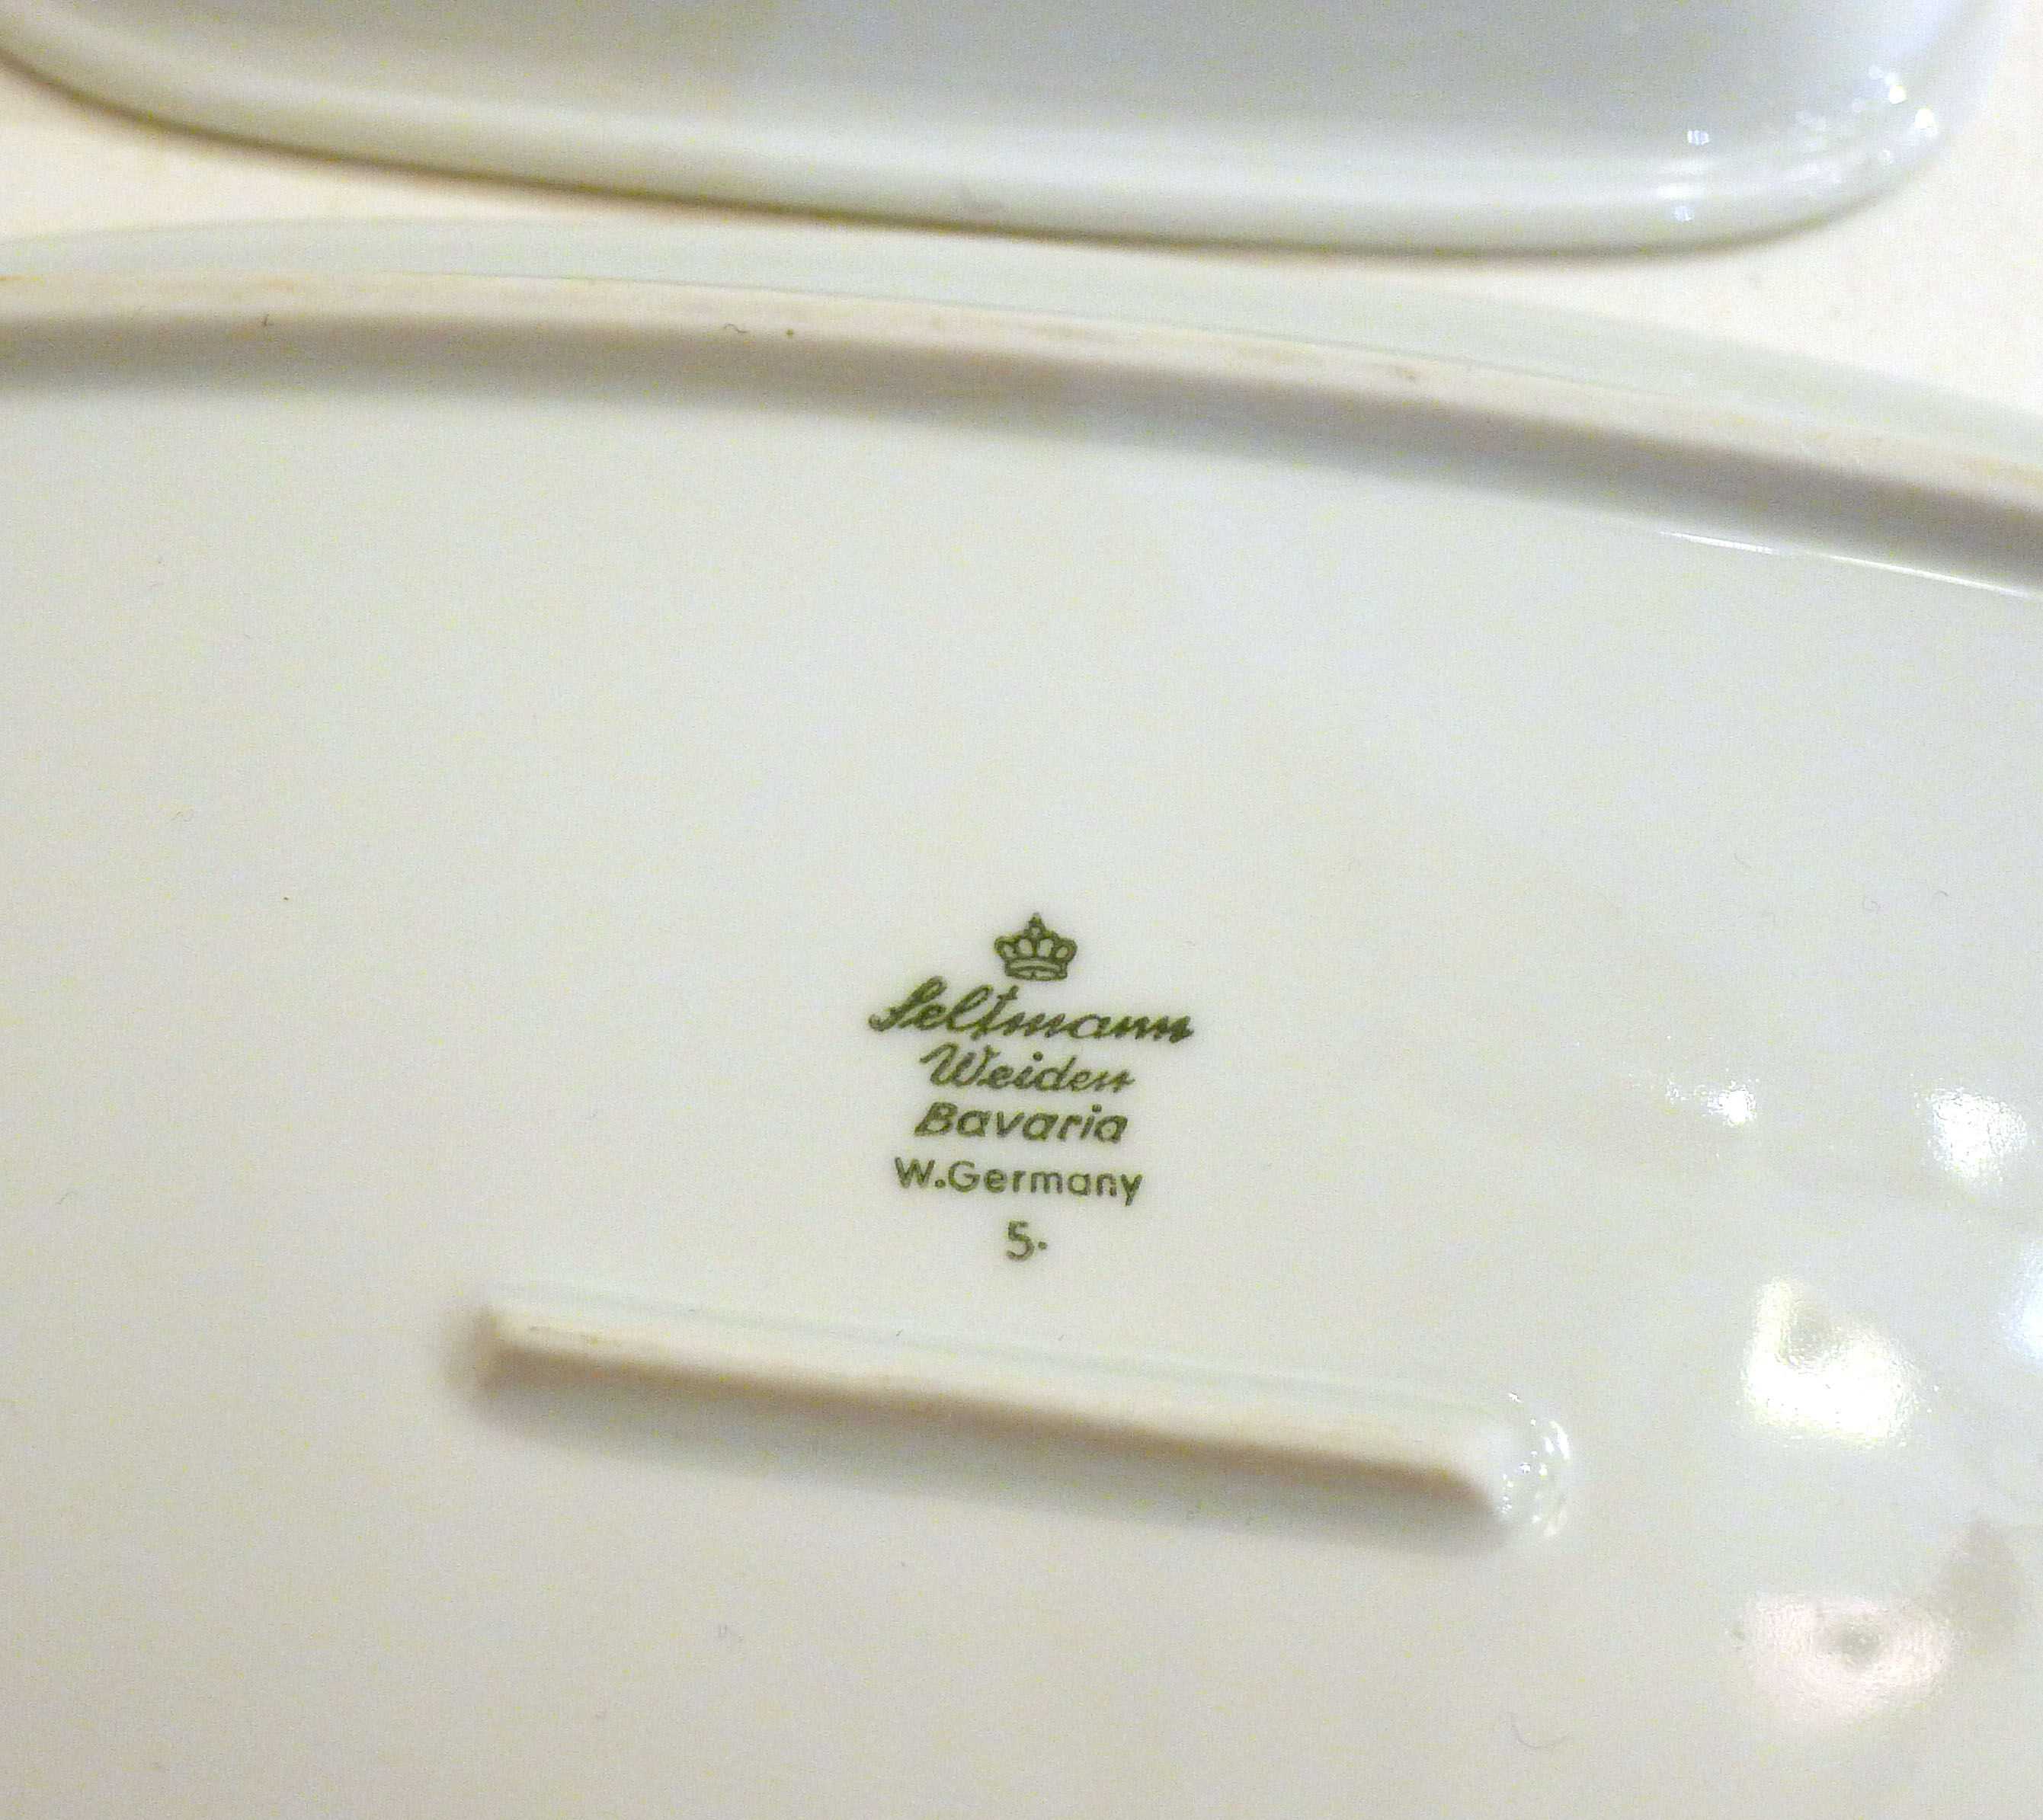 Seltmann
Weiden
Bavaria
W.Germany
5.